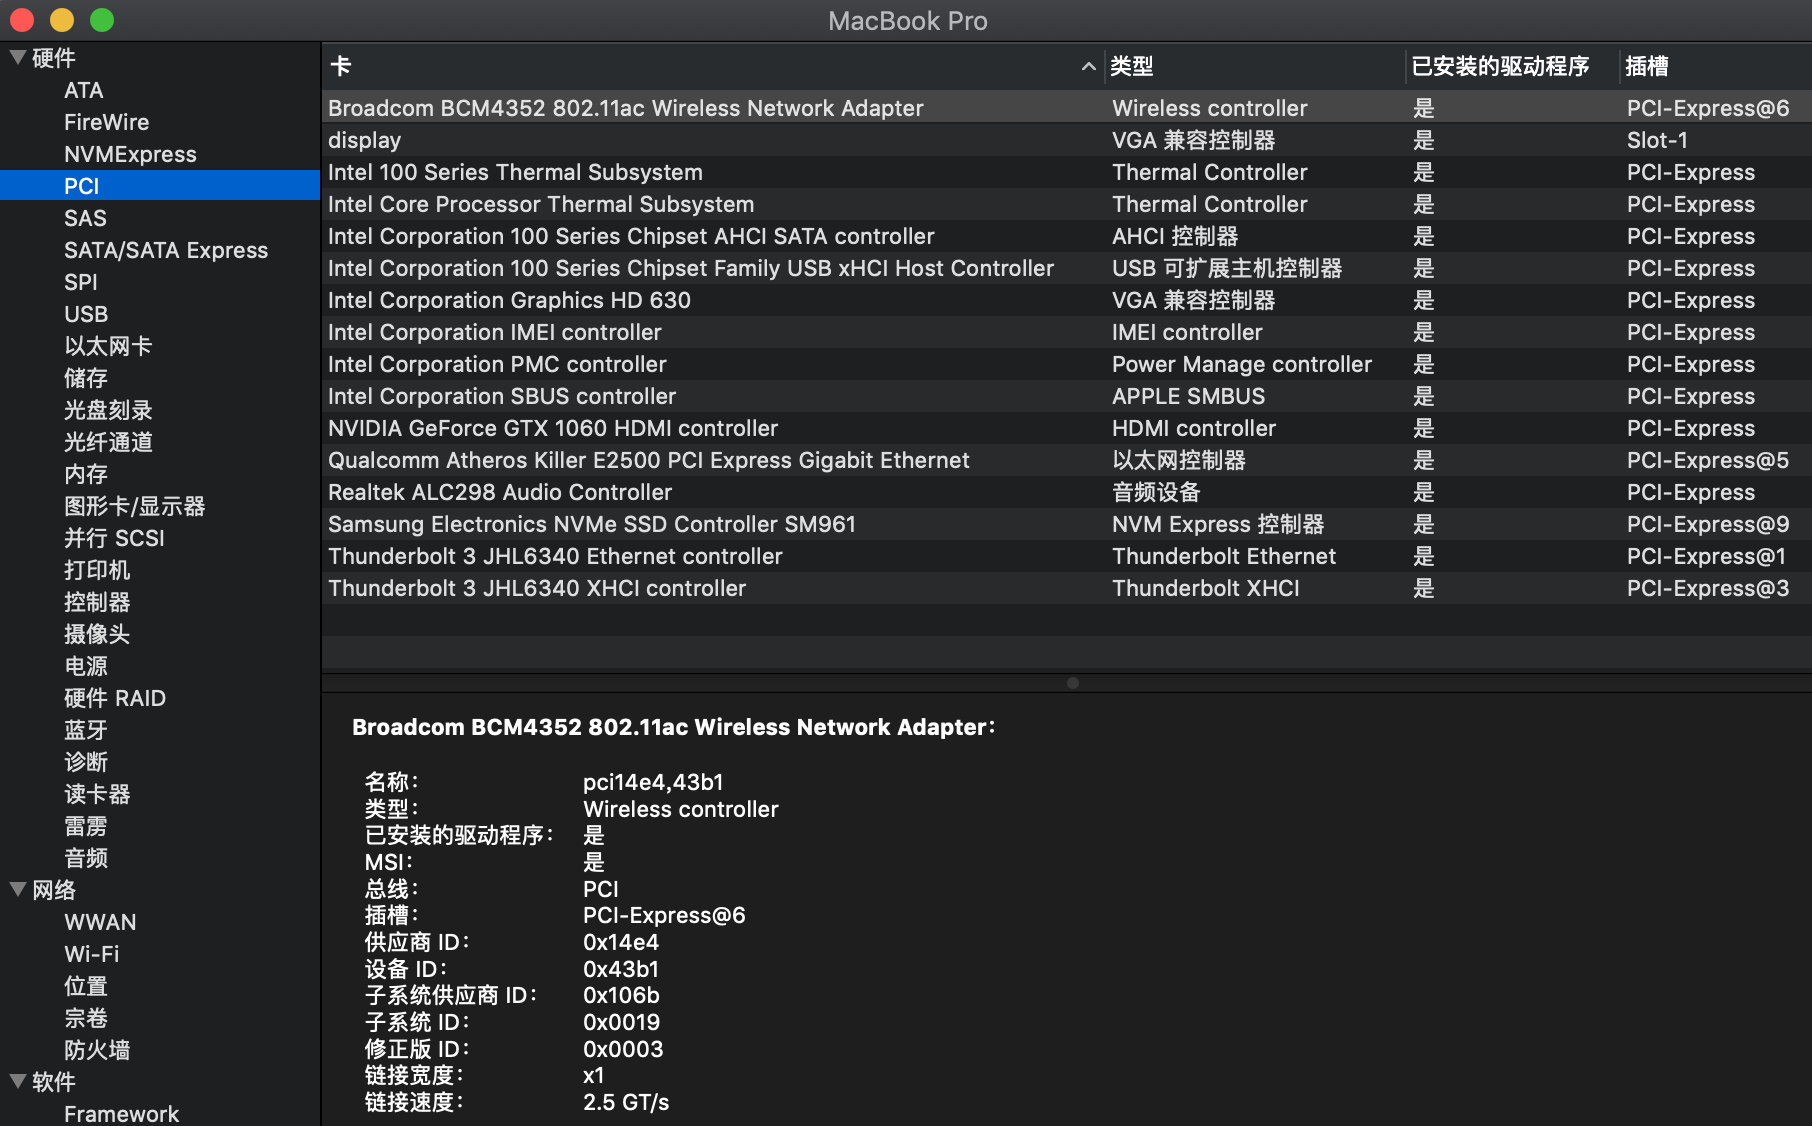 MacBook Pro
硬件
ATA
FireWire
NVMExpress
PCI
SAS
SATA/SATA Express
SPI
USB
以太网卡
储存
光盘刻录
光纤通道
内存
图形卡/显示器
并行 SCSI
打印机
控制器
摄像头
电源
硬件 RAID
蓝牙
诊断
读卡器
雷雳
音频
网络
WWAN
Wi-Fi
位置
宗卷
防火墙
软件
Framework
卡 类型 已安装的驱动程序 插槽
Broadcom BCM4352 802.11ac Wireless Network Adapter Wireless controller 是 PCI-Express@6
display VGA 兼容控制器 是 Slot-1
Intel 100 Series Thermal Subsystem Thermal Controller 是 PCI-Express
Intel Core Processor Thermal Subsystem Thermal Controller 是 PCI-Express
Intel Corporation 100 Series Chipset AHCI SATA controller AHCI 控制器 是 PCI-Express
Intel Corporation 100 Series Chipset Family USB xHCI Host Controller USB 可扩展主机控制器 是 PCI-Express
Intel Corporation Graphics HD 630 VGA 兼容控制器 是 PCI-Express
Intel Corporation IMEI controller IMEI controller 是 PCI-Express
Intel Corporation PMC controller Power Manage controller 是 PCI-Express
Intel Corporation SBUS controller APPLE SMBUS 是 PCI-Express
NVIDIA GeForce GTX 1060 HDMI controller HDMI controller 是 PCI-Express
Qualcomm Atheros Killer E2500 PCI Express Gigabit Ethernet 以太网控制器 是 PCI-Express@5
Realtek ALC298 Audio Controller 音频设备 是 PCI-Express
Samsung Electronics NVMe SSD Controller SM961 NVM Express 控制器 是 PCI-Express@9
Thunderbolt 3 JHL6340 Ethernet controller Thunderbolt Ethernet 是 PCI-Express@1
Thunderbolt 3 JHL6340 XHCI controller Thunderbolt XHCI 是 PCI-Express@3
Broadcom BCM4352 802.11ac Wireless Network Adapter：
名称： pci14e4,43b1
类型： Wireless controller
已安装的驱动程序： 是
MSI： 是
总线： PCI
插槽： PCI-Express@6
供应商 ID： 0x14e4
设备 ID： 0x43b1
子系统供应商 ID： 0x106b
子系统 ID： 0x0019
修正版 ID： 0x0003
链接宽度： x1
链接速度： 2.5 GT/s